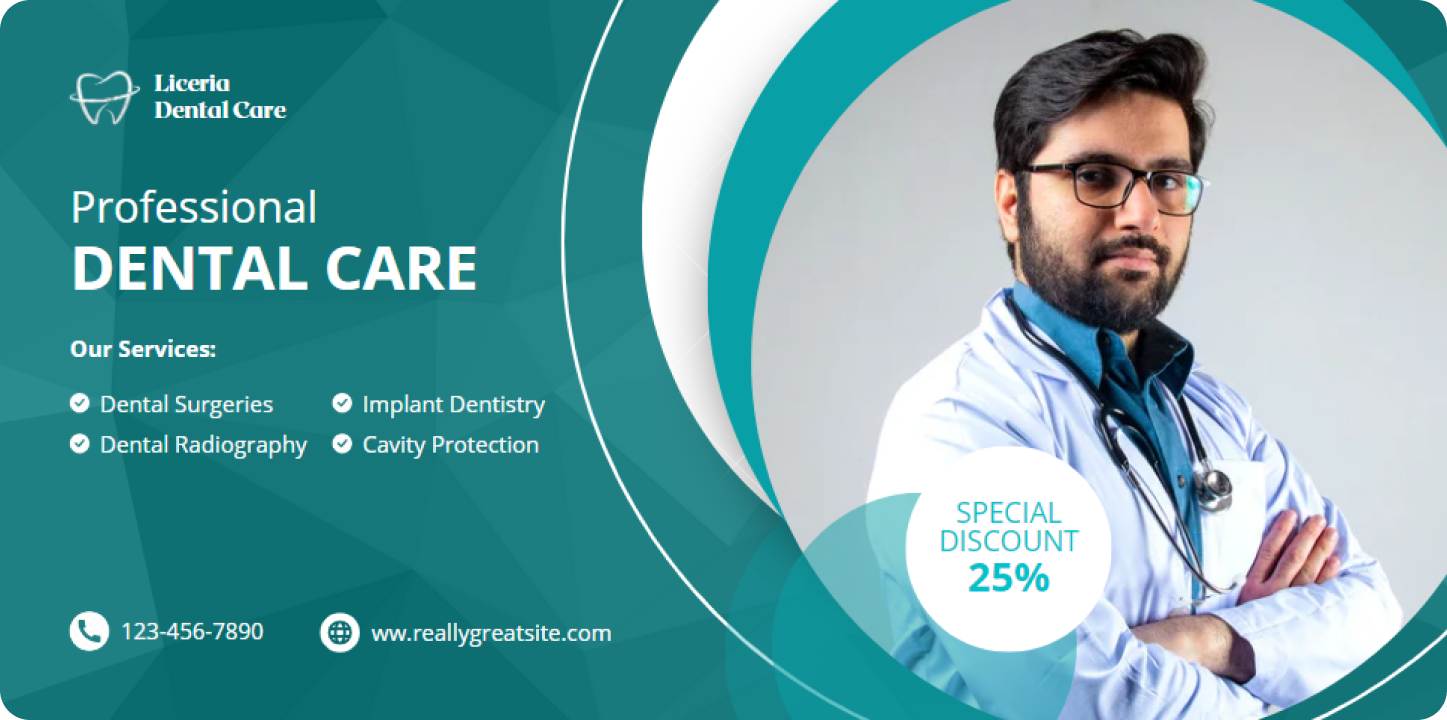 Liceria
Dental Care
Professional
DENTAL CARE
Our Services:
Dental Surgeries
Implant Dentistry
Dental Radiography
Cavity Protection
SPECIAL
DISCOUNT
25%
123-456-7890
ww.reallygreatsite.com